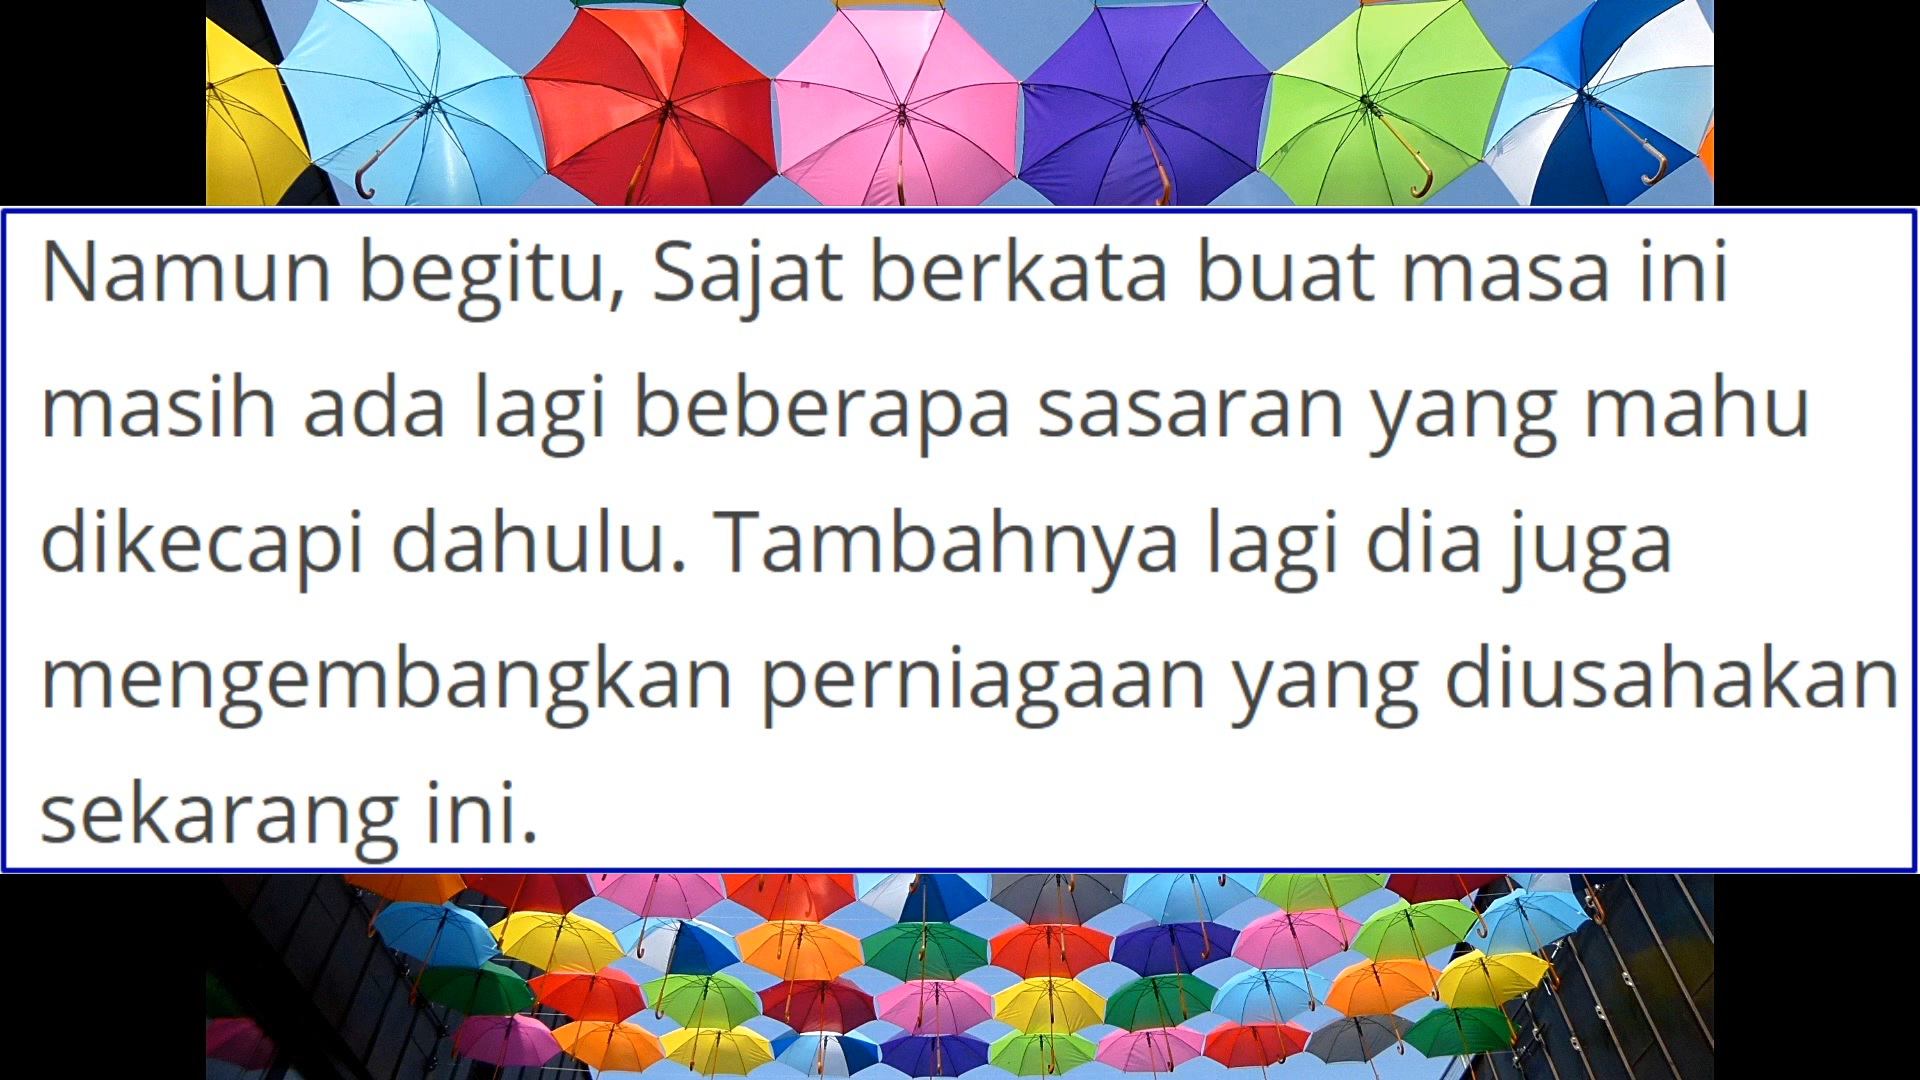 Namun begitu, Sajat berkata buat masa ini
masih ada lagi beberapa sasaran yang mahu
dikecapi dahulu. Tambahnya lagi dia juga
mengembangkan perniagaan yang diusahakan
sekarang ini.